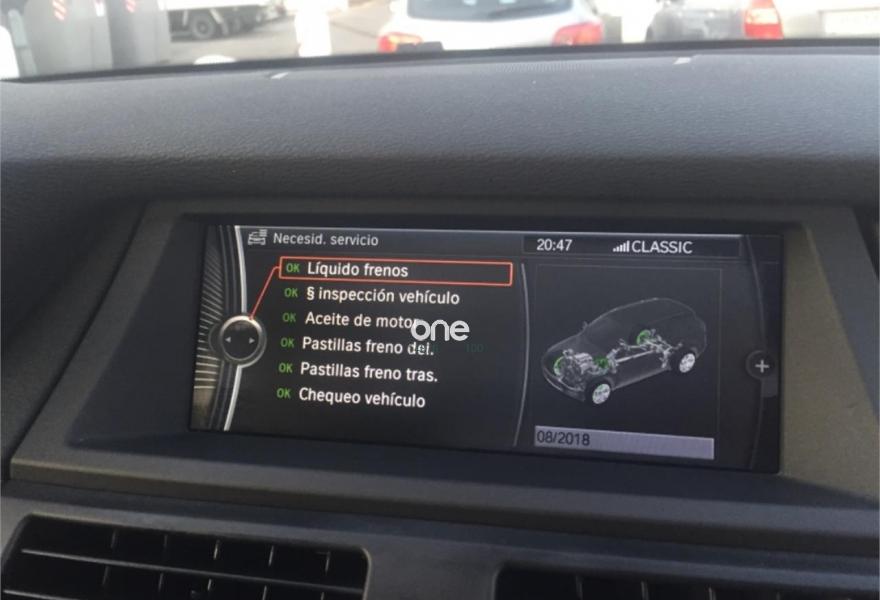 Necesid. servicio
20:47
CLASSIC
OK Líquido frenos
OK § inspección vehículo
OK Aceite de motor
one
OK Pastillas freno del.
100
OK Pastillas freno tras.
OK Chequeo vehículo
+
08/2018